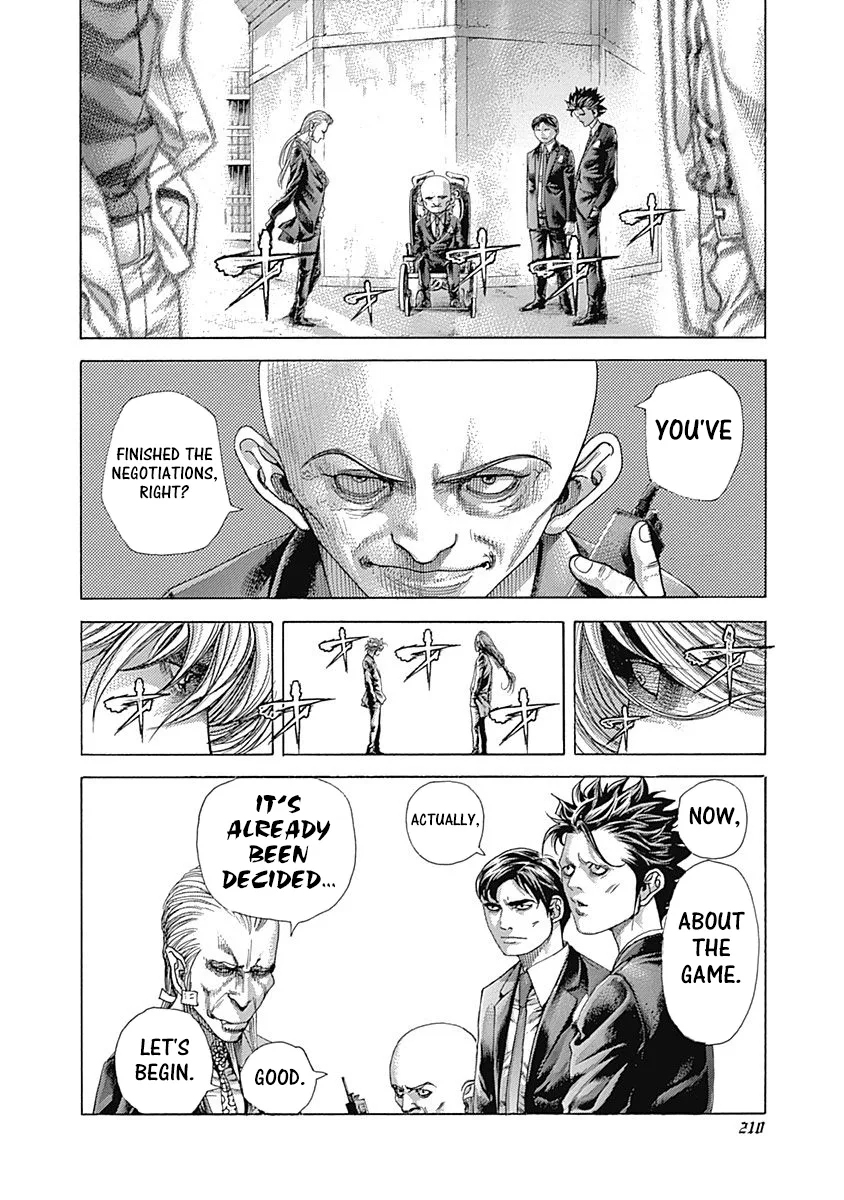 YOU'VE
FINISHED THE
NEGOTIATIONS,
RIGHT?
NOW,
ABOUT
THE
GAME.
ACTUALLY,
IT'S
ALREADY
BEEN
DECIDED...
GOOD.
LET'S
BEGIN.
210